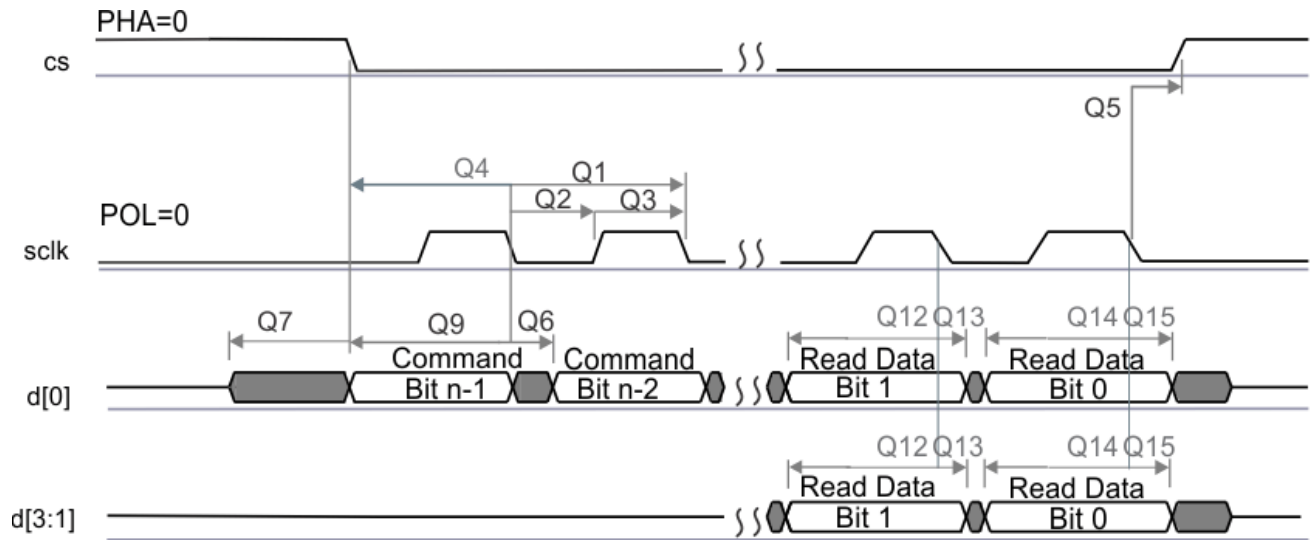 PHA=0
cs
Q5
Q4 Q1
Q2 Q3
POL=0
sclk
Q7 Q9 Q6 Q12 Q13 Q14 Q15
Command Command Read Data Read Data
d[0] Bit n-1 Bit n-2 Bit 1 Bit 0
Q12 Q13 Q14 Q15
Read Data Read Data
d[3:1] Bit 1 Bit 0